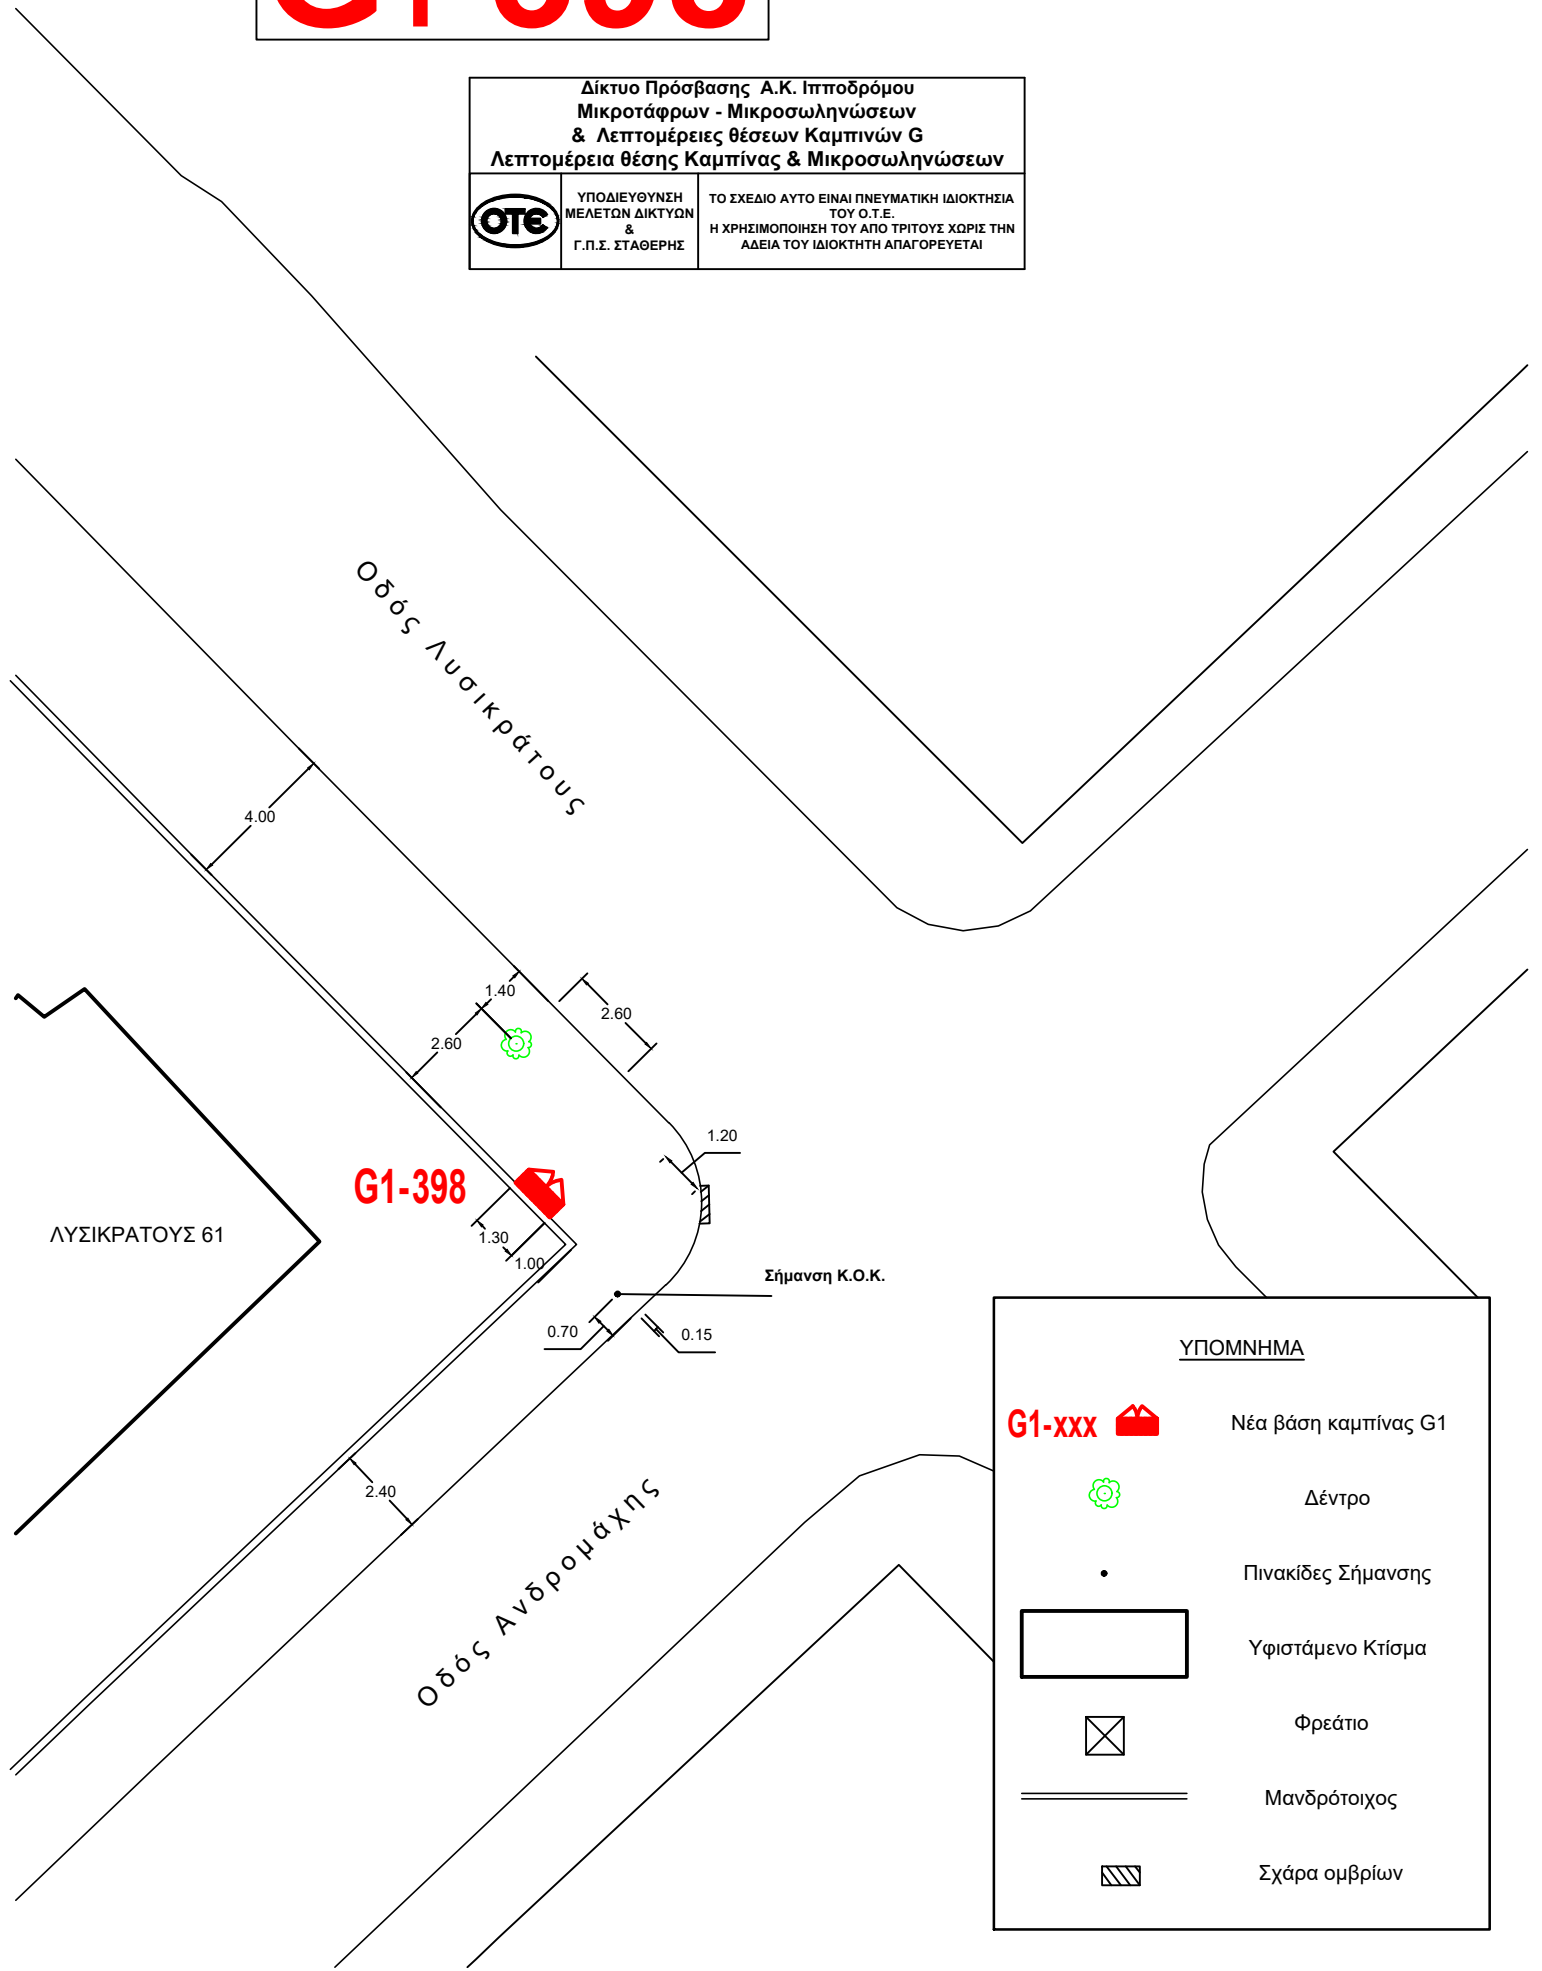 Δίκτυο Πρόσβασης Α.Κ. Ιπποδρόμου
Μικροτάφρων - Μικροσωληνώσεων
& Λεπτομέρειες θέσεων Καμπινών G
Λεπτομέρεια θέσης Καμπίνας & Μικροσωληνώσεων
ΟΤΕ
ΥΠΟΔΙΕΥΘΥΝΣΗ
ΜΕΛΕΤΩΝ ΔΙΚΤΥΩΝ
&
Γ.Π.Σ. ΣΤΑΘΕΡΗΣ
ΤΟ ΣΧΕΔΙΟ ΑΥΤΟ ΕΙΝΑΙ ΠΝΕΥΜΑΤΙΚΗ ΙΔΙΟΚΤΗΣΙΑ
ΤΟΥ Ο.Τ.Ε.
Η ΧΡΗΣΙΜΟΠΟΙΗΣΗ ΤΟΥ ΑΠΟ ΤΡΙΤΟΥΣ ΧΩΡΙΣ ΤΗΝ
ΑΔΕΙΑ ΤΟΥ ΙΔΙΟΚΤΗΤΗ ΑΠΑΓΟΡΕΥΕΤΑΙ
Οδός Λυσικράτους
4.00
1.40
2.60
2.60
1.20
G1-398
ΛΥΣΙΚΡΑΤΟΥΣ 61
1.30
1.00
Σήμανση Κ.Ο.Κ.
0.70
0.15
2.40
Οδός Ανδρομάχης
ΥΠΟΜΝΗΜΑ
G1-xxx
Νέα βάση καμπίνας G1
Δέντρο
Πινακίδες Σήμανσης
Υφιστάμενο Κτίσμα
Φρεάτιο
Μανδρότοιχος
Σχάρα ομβρίων